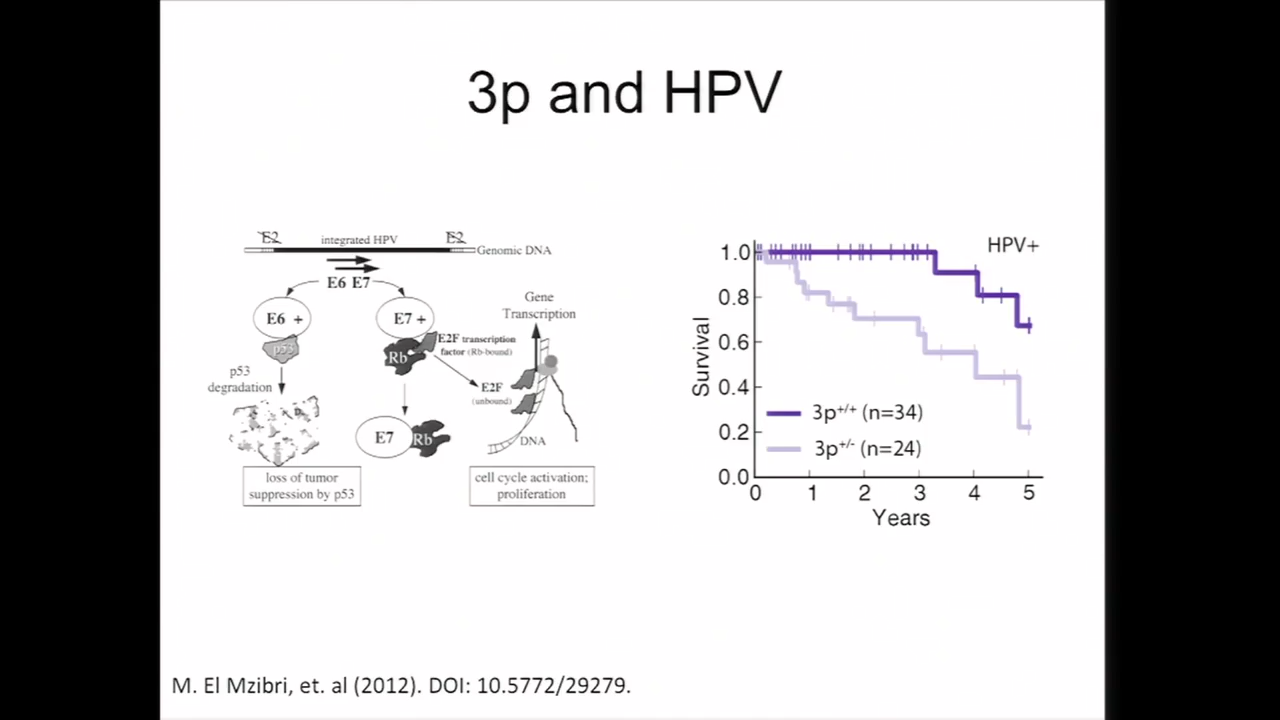 3p and HPV
E2
integrated HPV
E2
Genomic DNA
E6 E7
E6 +
p53
p53
degradation
loss of tumor
suppression by p53
E7 +
Rb
E2F transcription
factor (Rb-bound)
E2F
(unbound)
E7
Rb
Gene
Transcription
DNA
cell cycle activation;
proliferation
HPV+
Survival
1.0
0.8
0.6
0.4
0.2
0.0
3p+/+ (n=34)
3p+/- (n=24)
0 1 2 3 4 5
Years
M. El Mzibri, et. al (2012). DOI: 10.5772/29279.